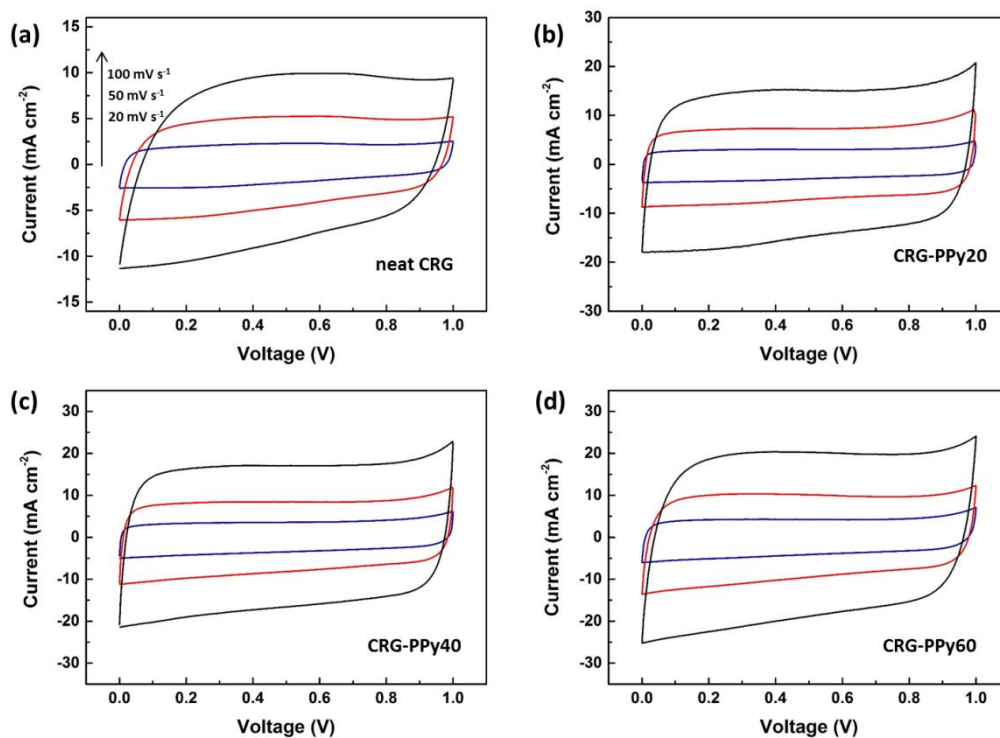 (a)
15
10
5
0
-5
-10
-15
Current (mA cm⁻²)
100 mV s⁻¹
50 mV s⁻¹
20 mV s⁻¹
neat CRG
0.0 0.2 0.4 0.6 0.8 1.0
Voltage (V)
(b)
30
20
10
0
-10
-20
-30
Current (mA cm⁻²)
CRG-PPy20
0.0 0.2 0.4 0.6 0.8 1.0
Voltage (V)
(c)
30
20
10
0
-10
-20
-30
Current (mA cm⁻²)
CRG-PPy40
0.0 0.2 0.4 0.6 0.8 1.0
Voltage (V)
(d)
30
20
10
0
-10
-20
-30
Current (mA cm⁻²)
CRG-PPy60
0.0 0.2 0.4 0.6 0.8 1.0
Voltage (V)